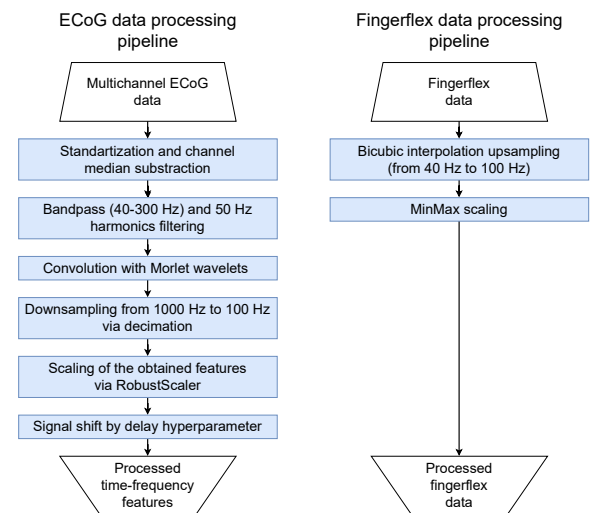 ECoG data processing
pipeline
Multichannel ECoG
data
Standartization and channel
median substraction
Bandpass (40-300 Hz) and 50 Hz
harmonics filtering
Convolution with Morlet wavelets
Downsampling from 1000 Hz to 100 Hz
via decimation
Scaling of the obtained features
via RobustScaler
Signal shift by delay hyperparameter
Processed
time-frequency
features
Fingerflex data processing
pipeline
Fingerflex
data
Bicubic interpolation upsampling
(from 40 Hz to 100 Hz)
MinMax scaling
Processed
fingerflex
data